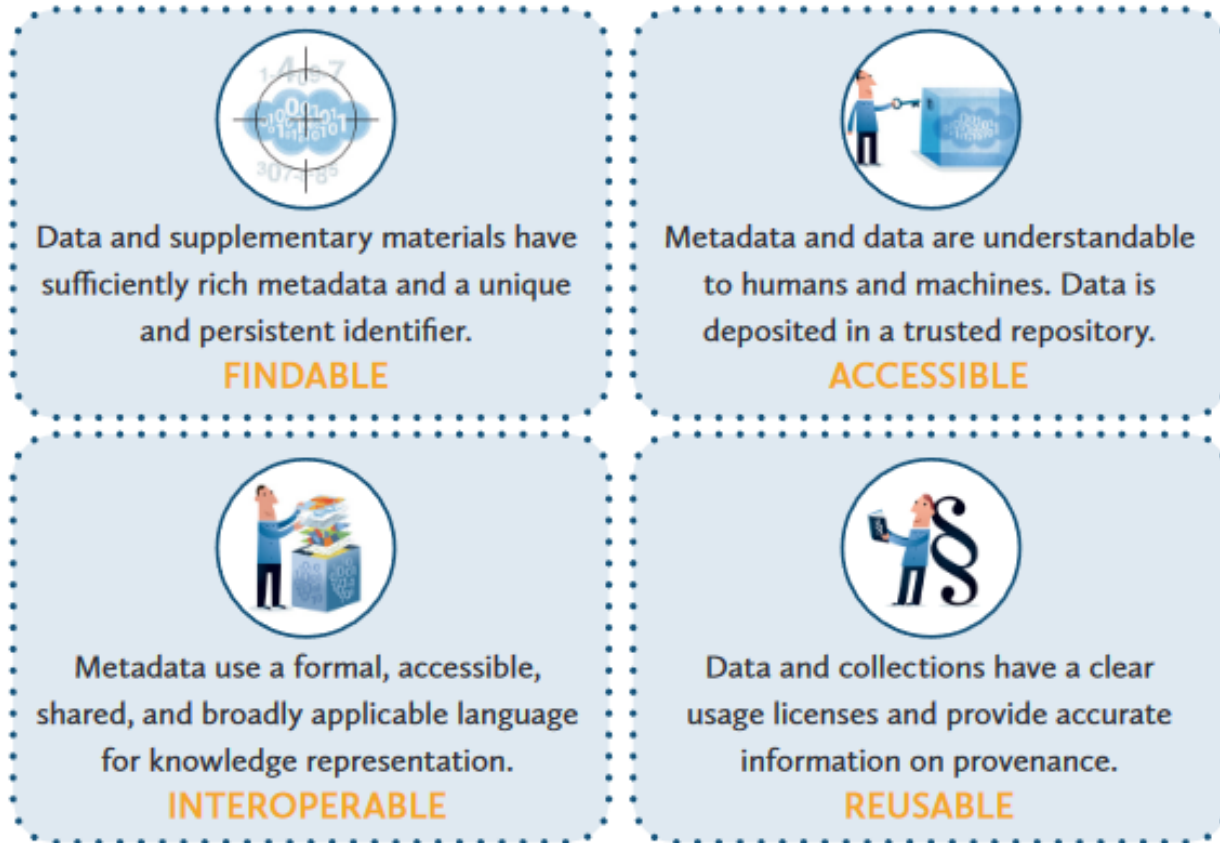 Data and supplementary materials have
sufficiently rich metadata and a unique
and persistent identifier.
FINDABLE
Metadata and data are understandable
to humans and machines. Data is
deposited in a trusted repository.
ACCESSIBLE
Metadata use a formal, accessible,
shared, and broadly applicable language
for knowledge representation.
INTEROPERABLE
Data and collections have a clear
usage licenses and provide accurate
information on provenance.
REUSABLE